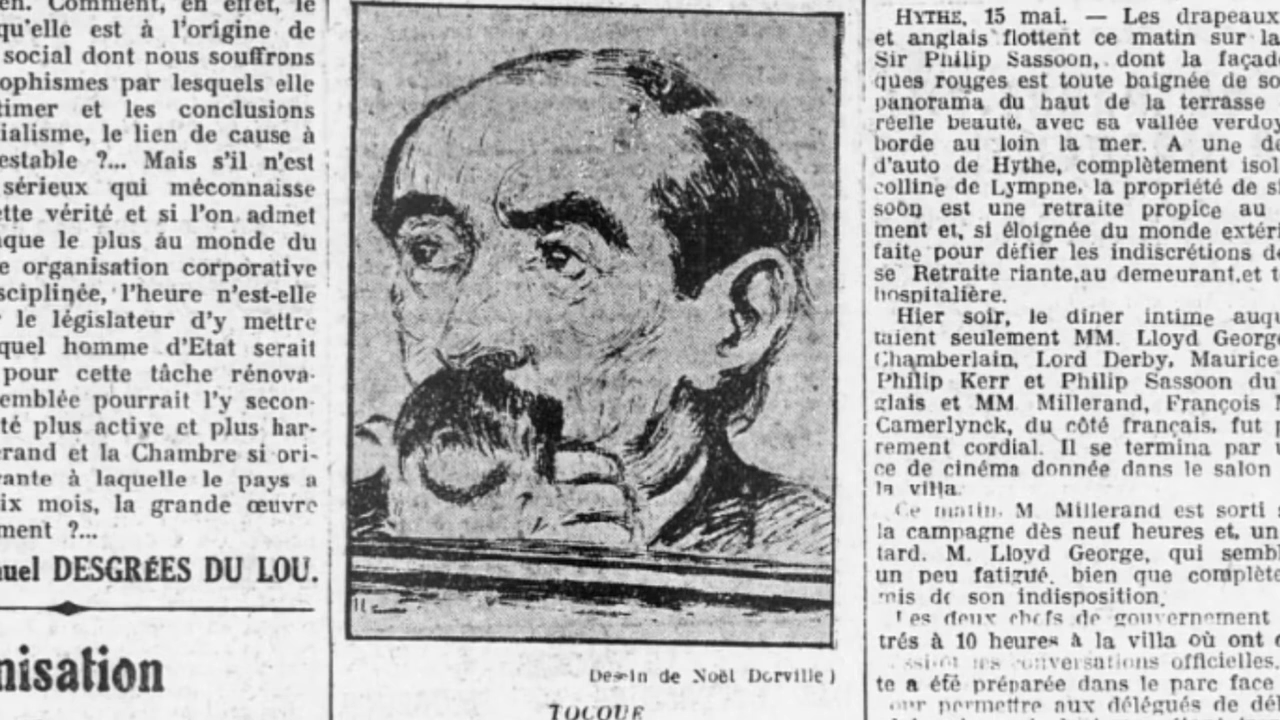 en. Comment, en effet, le
qu'elle est à l'origine de
social dont nous souffrons
ophismes par lesquels elle
timer et les conclusions
ialisme, le lien de cause à
estable ?... Mais s'il n'est
sérieux qui méconnaisse
ette vérité et si l'on admet
nque le plus au monde du
e organisation corporative
sciplinée, l'heure n'est-elle
r le législateur d'y mettre
quel homme d'Etat serait
pour cette tâche rénova-
semblée pourrait l'y secon-
té plus active et plus har-
erand et la Chambre si ori-
rante à laquelle le pays a
ix mois, la grande œuvre
ment ?...
nuel DESGRÉES DU LOU.
nisation
Dessin de Noël Dorville)
TOCQUE
HYTHE, 15 mai. — Les drapeaux
et anglais flottent ce matin sur la
Sir Philip Sassoon, dont la façade
ques rouges est toute baignée de so
panorama du haut de la terrasse
réelle beauté, avec sa vallée verdoy
borde au loin la mer. A une de
d'auto de Hythe, complètement isol
colline de Lympne, la propriété de si
soon est une retraite propice au
ment et, si éloignée du monde extéri
faite pour défier les indiscrétions de
se Retraite riante, au demeurant, et t
hospitalière.
Hier soir, le dîner intime auqu
taient seulement MM. Lloyd George
Chamberlain, Lord Derby, Maurice
Philip Kerr et Philip Sassoon du
glais et MM. Millerand, François
Camerlynck, du côté français, fut p
rement cordial. Il se termina par
ce de cinéma donnée dans le salon
la villa.
Ce matin, M. Millerand est sorti
la campagne dès neuf heures et, un
tard, M. Lloyd George, qui sembl
un peu fatigué, bien que complète
mis de son indisposition.
Les deux chefs de gouvernement
trés à 10 heures à la villa où ont
conversations officielles.
te a été préparée dans le parc face
our permettre aux délégués de dé